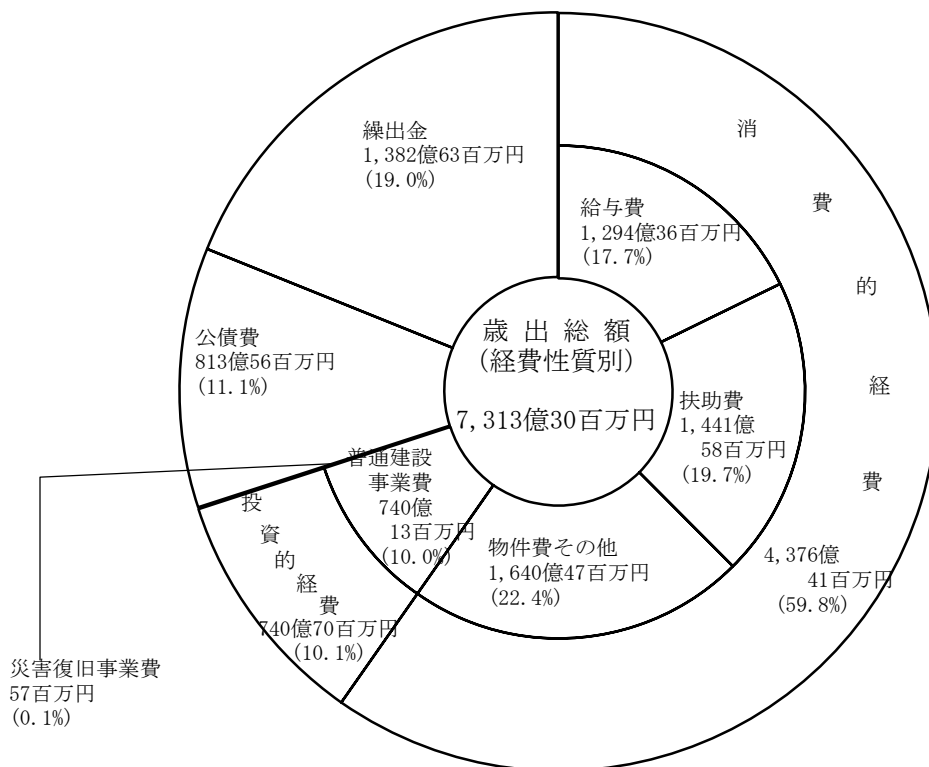 繰出金
1,382億63百万円
(19.0%)
消費的経費
4,376億
41百万円
(59.8%)
給与費
1,294億36百万円
(17.7%)
歳出総額
(経費性質別)
7,313億30百万円
公債費
813億56百万円
(11.1%)
扶助費
1,441億
58百万円
(19.7%)
普通建設
事業費
740億
13百万円
(10.0%)
物件費その他
1,640億47百万円
(22.4%)
投資的経費
740億70百万円
(10.1%)
災害復旧事業費
57百万円
(0.1%)